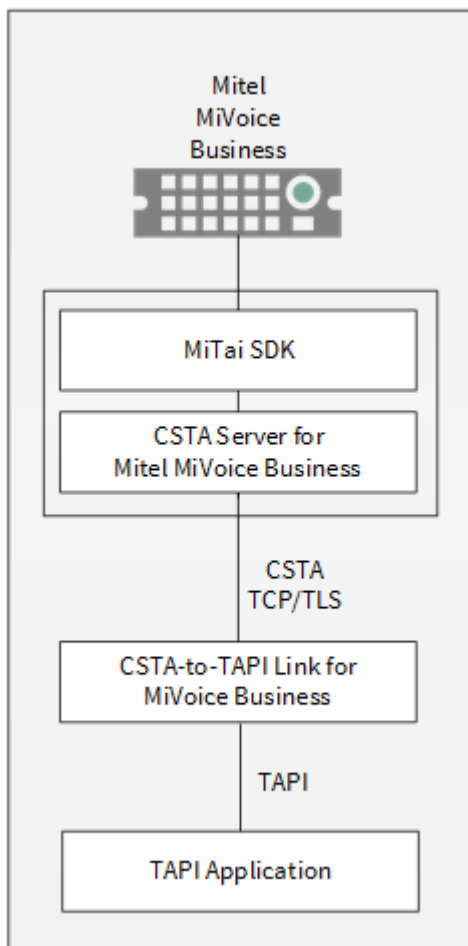 Mitel
MiVoice
Business
MiTai SDK
CSTA Server for
Mitel MiVoice Business
CSTA
TCP/TLS
CSTA-to-TAPI Link for
MiVoice Business
TAPI
TAPI Application